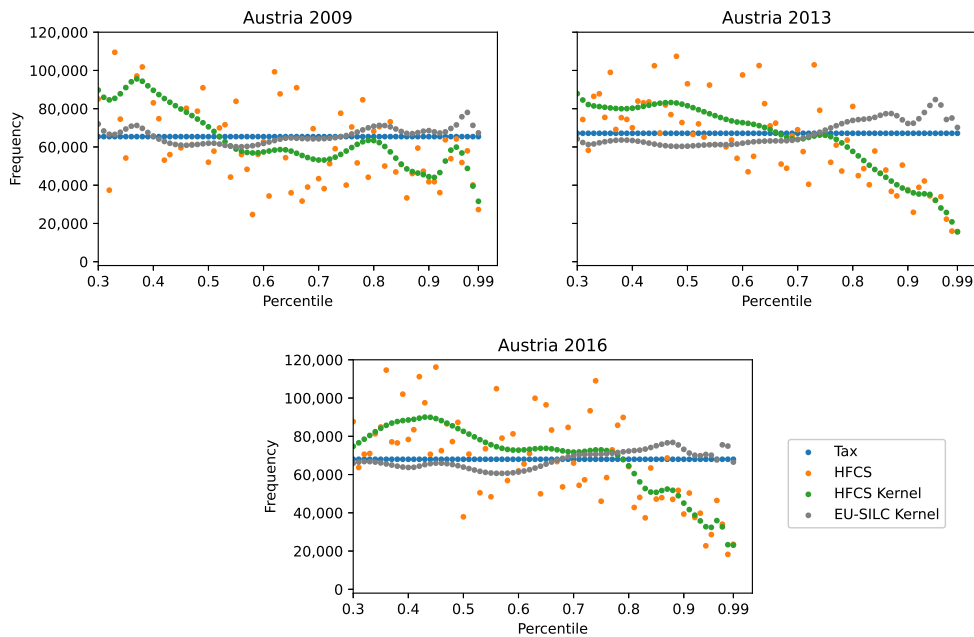 Austria 2009
120,000
100,000
80,000
60,000
40,000
20,000
0
Frequency
0.3 0.4 0.5 0.6 0.7 0.8 0.9 0.99
Percentile
Austria 2013
0.3 0.4 0.5 0.6 0.7 0.8 0.9 0.99
Percentile
Austria 2016
120,000
100,000
80,000
60,000
40,000
20,000
0
Frequency
0.3 0.4 0.5 0.6 0.7 0.8 0.9 0.99
Percentile
Tax
HFCS
HFCS Kernel
EU-SILC Kernel